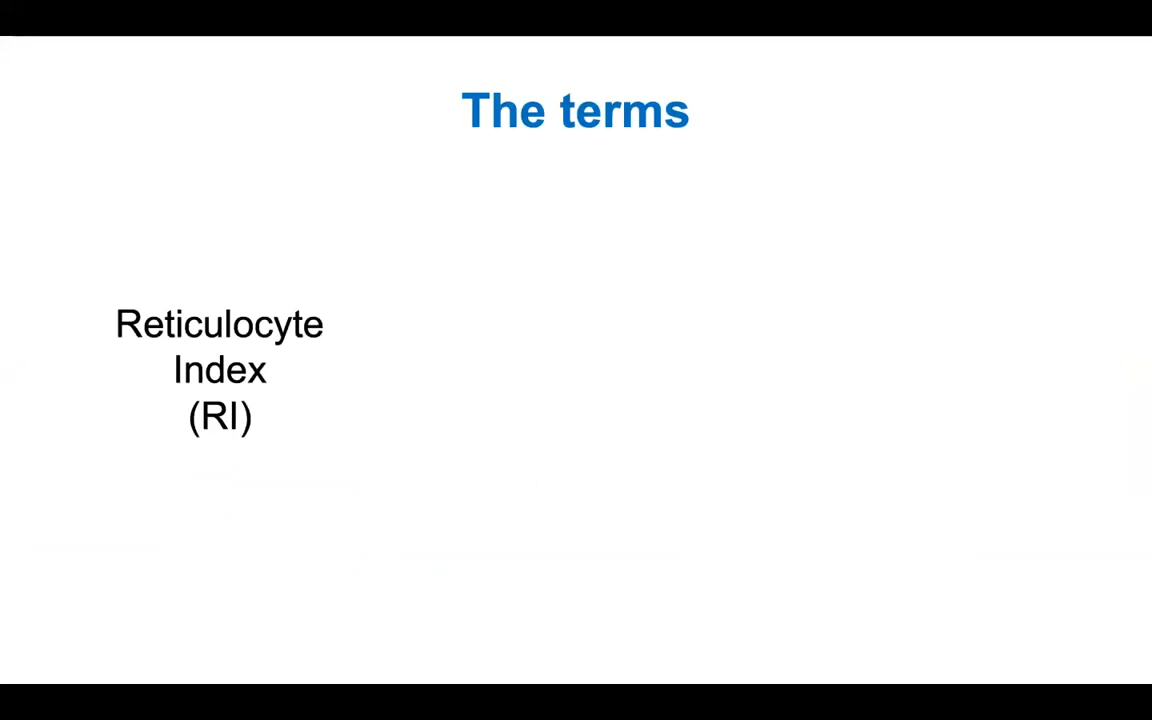 The terms
Reticulocyte
Index
(RI)